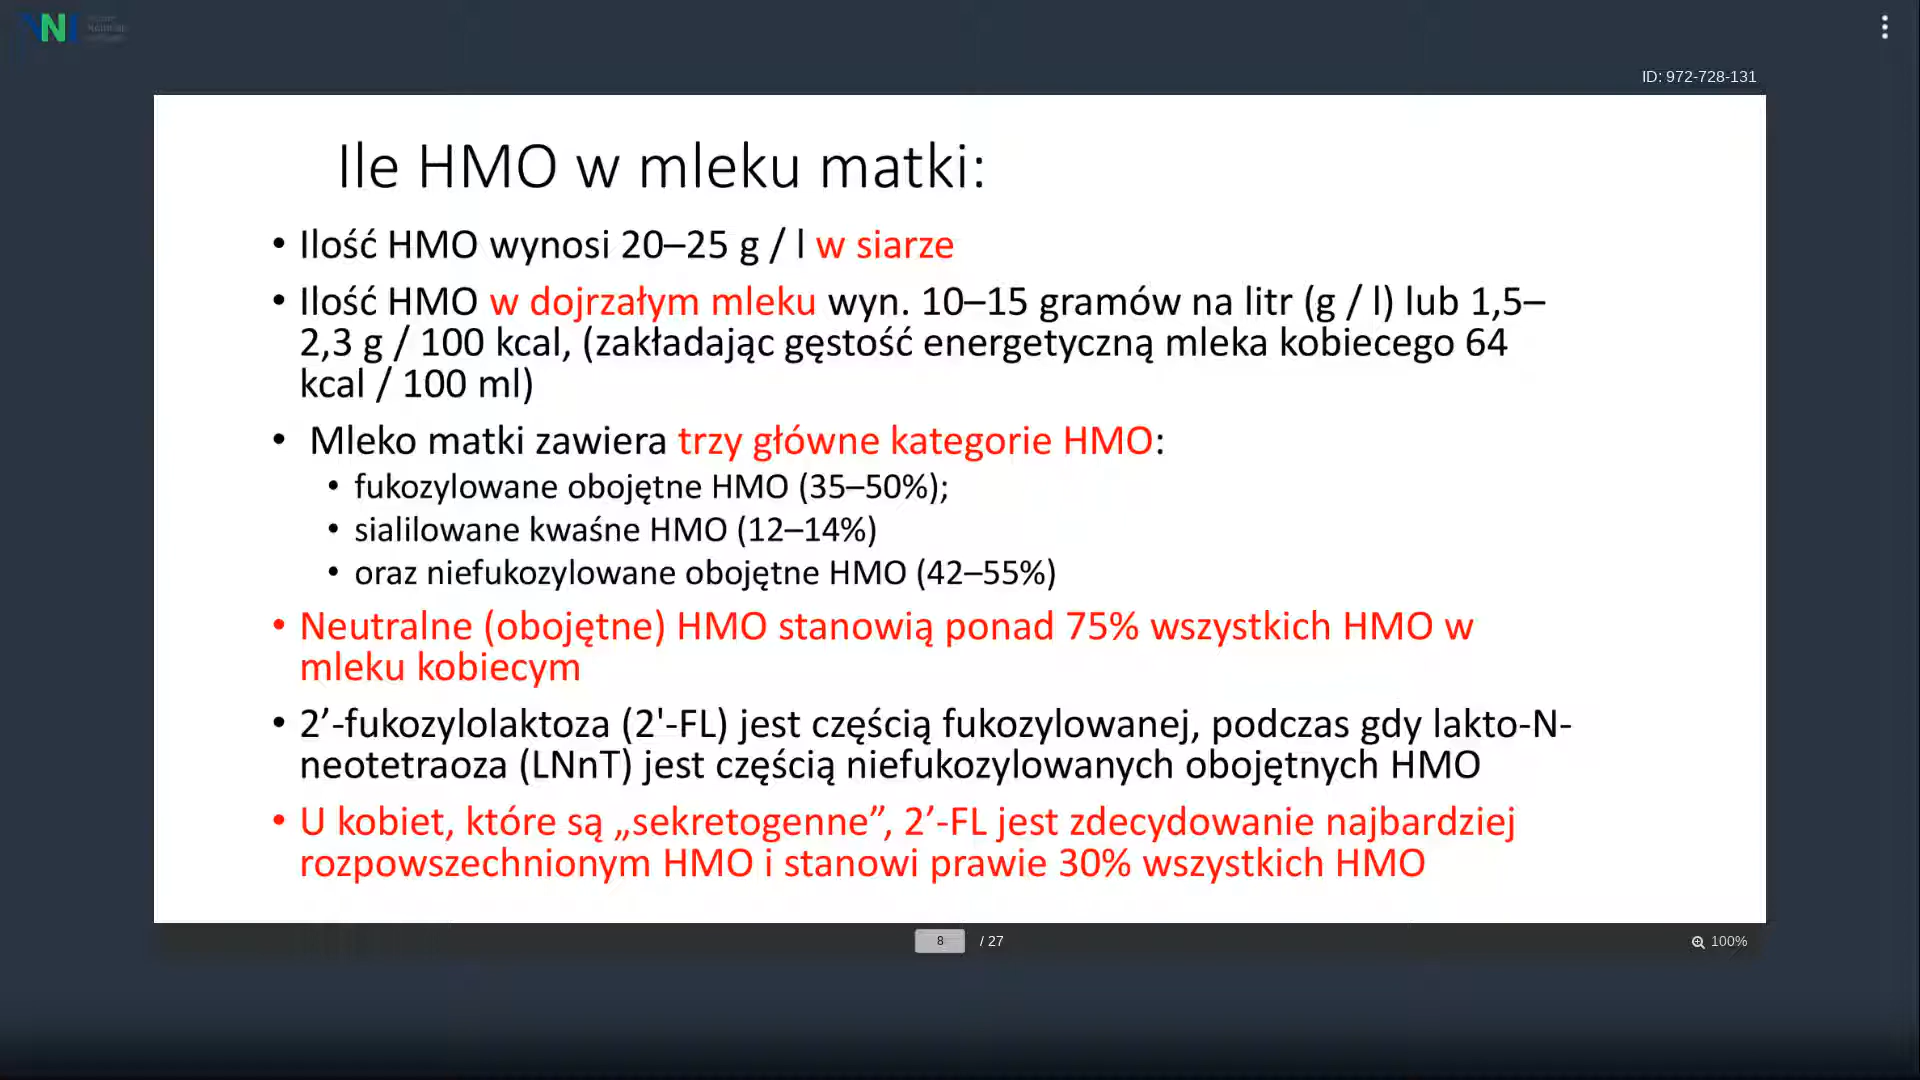 ID: 972-728-131
Ile HMO w mleku matki:
• Ilość HMO wynosi 20–25 g / l w siarze
• Ilość HMO w dojrzałym mleku wyn. 10–15 gramów na litr (g / l) lub 1,5–
2,3 g / 100 kcal, (zakładając gęstość energetyczną mleka kobiecego 64
kcal / 100 ml)
• Mleko matki zawiera trzy główne kategorie HMO:
• fukozylowane obojętne HMO (35–50%);
• sialilowane kwaśne HMO (12–14%)
• oraz niefukozylowane obojętne HMO (42–55%)
• Neutralne (obojętne) HMO stanowią ponad 75% wszystkich HMO w
mleku kobiecym
• 2’-fukozylolaktoza (2'-FL) jest częścią fukozylowanej, podczas gdy lakto-N-
neotetraoza (LNnT) jest częścią niefukozylowanych obojętnych HMO
• U kobiet, które są „sekretogenne”, 2’-FL jest zdecydowanie najbardziej
rozpowszechnionym HMO i stanowi prawie 30% wszystkich HMO
8 / 27
100%